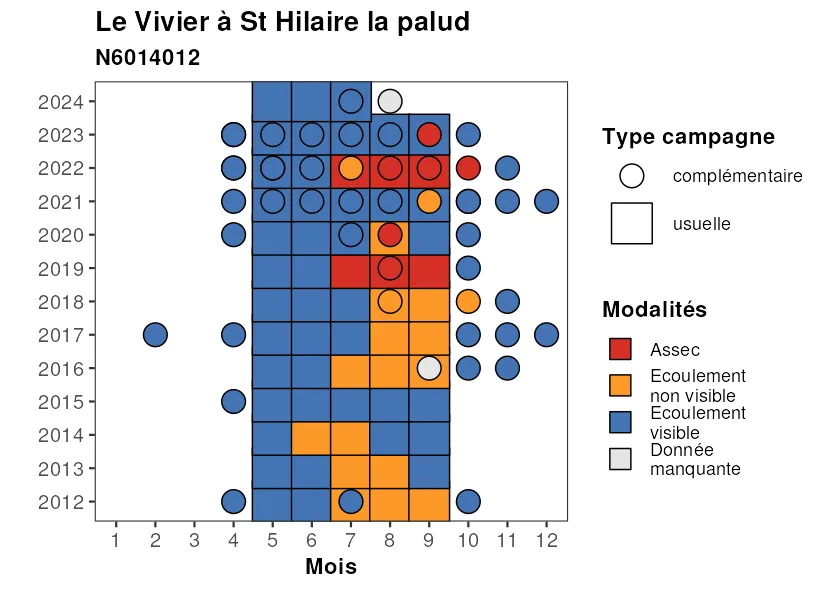 Le Vivier à St Hilaire la palud
N6014012
2024
2023
2022
2021
2020
2019
2018
2017
2016
2015
2014
2013
2012
1 2 3 4 5 6 7 8 9 10 11 12
Mois
Type campagne
complémentaire
usuelle
Modalités
Assec
Ecoulement
non visible
Ecoulement
visible
Donnée
manquante